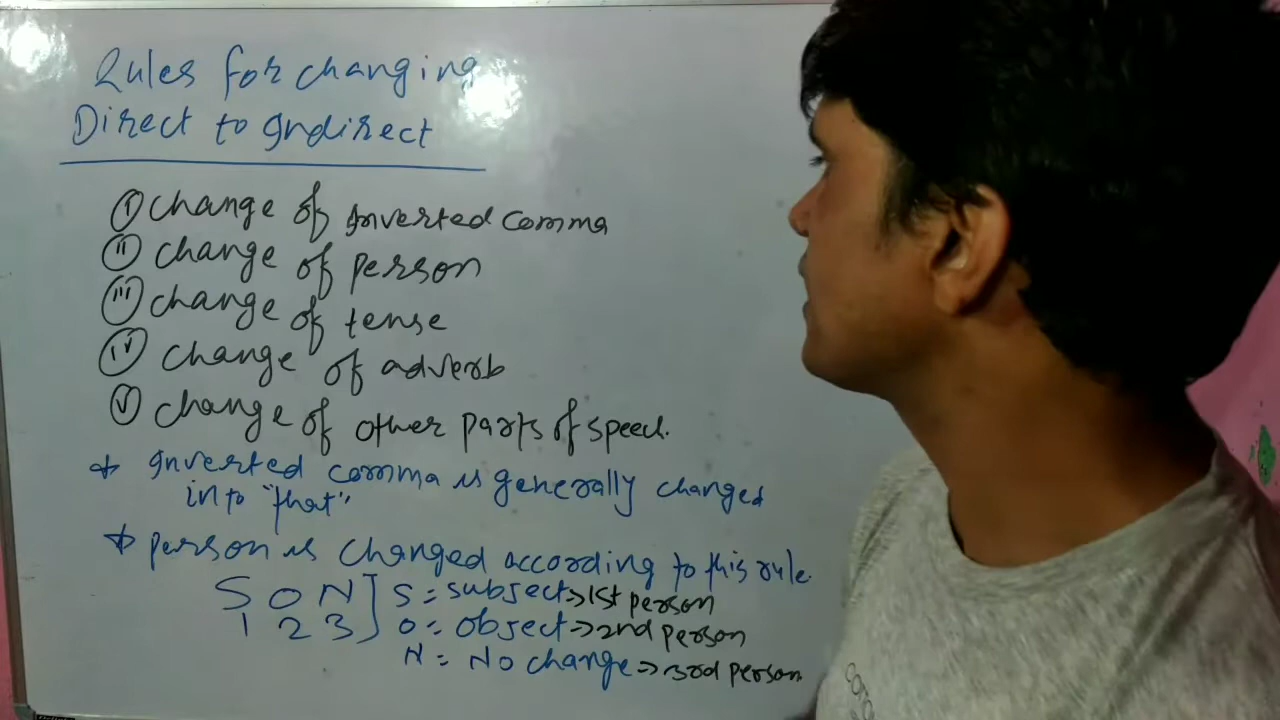 Rules for changing
Direct to Indirect
(i) change of Inverted comma
(ii) change of person
(iii) change of tense
(iv) change of adverb
(v) change of other parts of speech.
* Inverted comma is generally changed
in to "that"
* person is changed according to this rule.
S O N ] S = subject => 1st person
1 2 3 ] O = object => 2nd person
N = No change => 3rd person